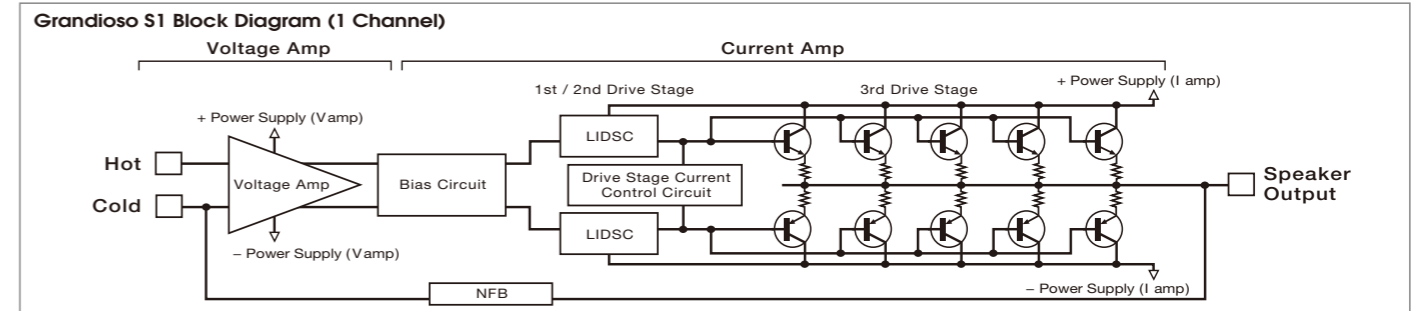 Grandioso S1 Block Diagram (1 Channel)
Voltage Amp
Current Amp
1st / 2nd Drive Stage
3rd Drive Stage
+ Power Supply (I amp)
+ Power Supply (Vamp)
LIDSC
Hot
Voltage Amp
Bias Circuit
Drive Stage Current
Control Circuit
Speaker
Output
Cold
LIDSC
– Power Supply (Vamp)
– Power Supply (I amp)
NFB